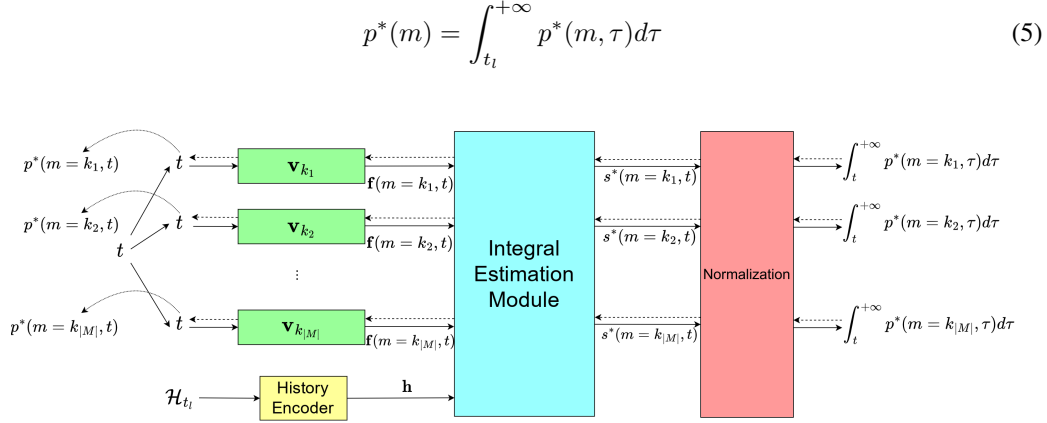 p*(m) = ∫_{t_l}^{+∞} p*(m, τ)dτ (5)
p*(m = k_1, t) t v_{k_1} f(m = k_1, t) s*(m = k_1, t) ∫_t^{+∞} p*(m = k_1, τ)dτ
p*(m = k_2, t) t v_{k_2} f(m = k_2, t) s*(m = k_2, t) ∫_t^{+∞} p*(m = k_2, τ)dτ
t
⋮
Integral
Estimation
Module
Normalization
p*(m = k_{|M|}, t) t v_{k_{|M|}} f(m = k_{|M|}, t) s*(m = k_{|M|}, t) ∫_t^{+∞} p*(m = k_{|M|}, τ)dτ
ℋ_{t_l} History
Encoder
h